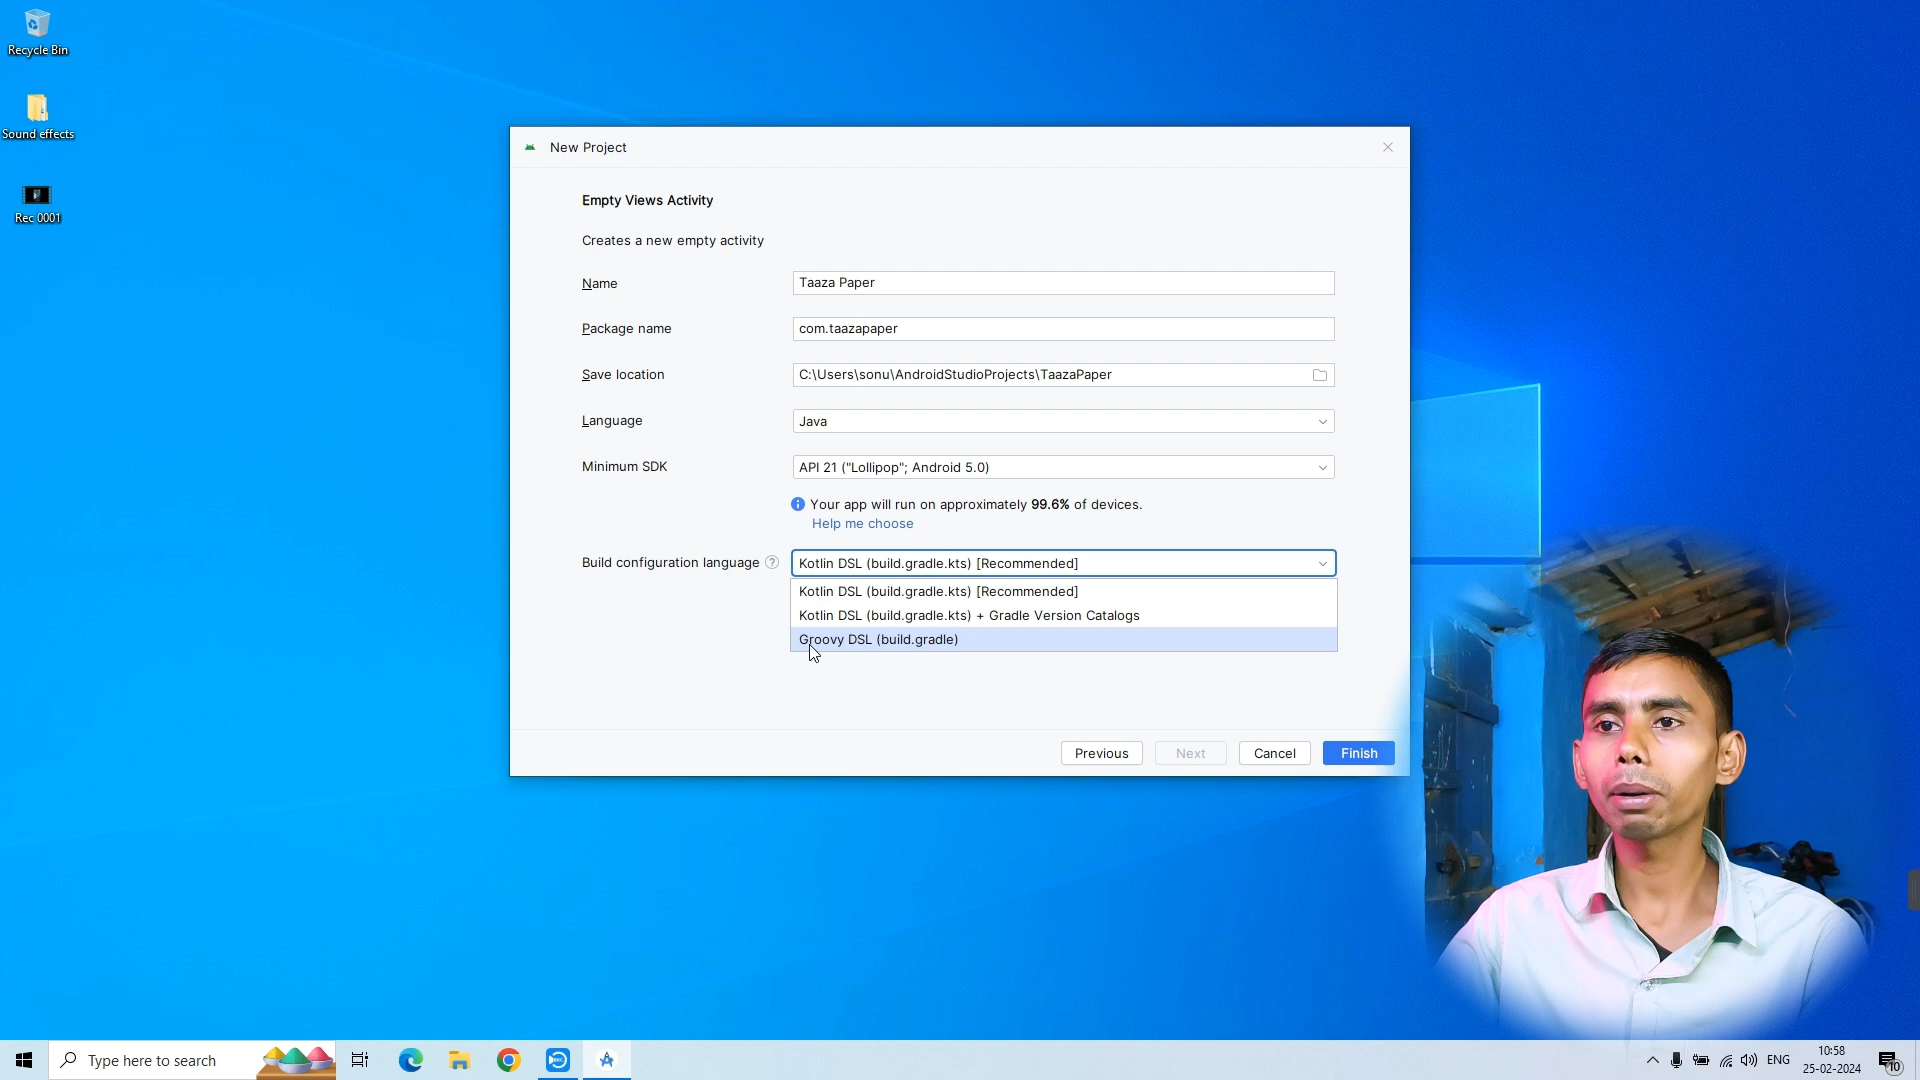 Recycle Bin
Sound effects
Rec 0001
New Project
Empty Views Activity
Creates a new empty activity
Name
Taaza Paper
Package name
com.taazapaper
Save location
C:\Users\sonu\AndroidStudioProjects\TaazaPaper
Language
Java
Minimum SDK
API 21 ("Lollipop"; Android 5.0)
Your app will run on approximately 99.6% of devices.
Help me choose
Build configuration language ?
Kotlin DSL (build.gradle.kts) [Recommended]
Kotlin DSL (build.gradle.kts) [Recommended]
Kotlin DSL (build.gradle.kts) + Gradle Version Catalogs
Groovy DSL (build.gradle)
Previous
Next
Cancel
Finish
Type here to search
ENG
10:58
25-02-2024
10